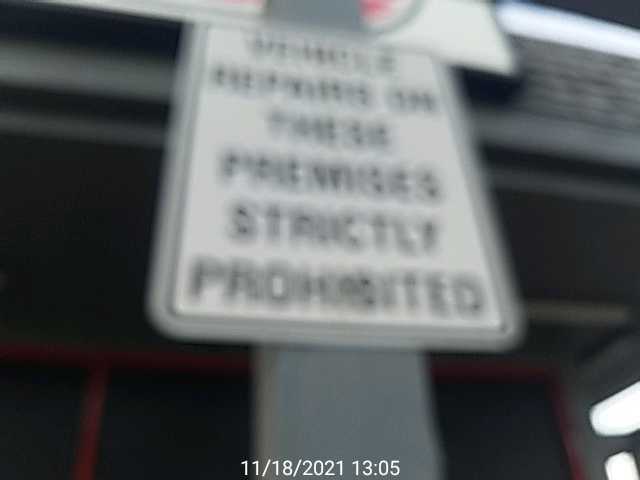 VEHICLE
REPAIRS ON
THESE
PREMISES
STRICTLY
PROHIBITED
11/18/2021 13:05